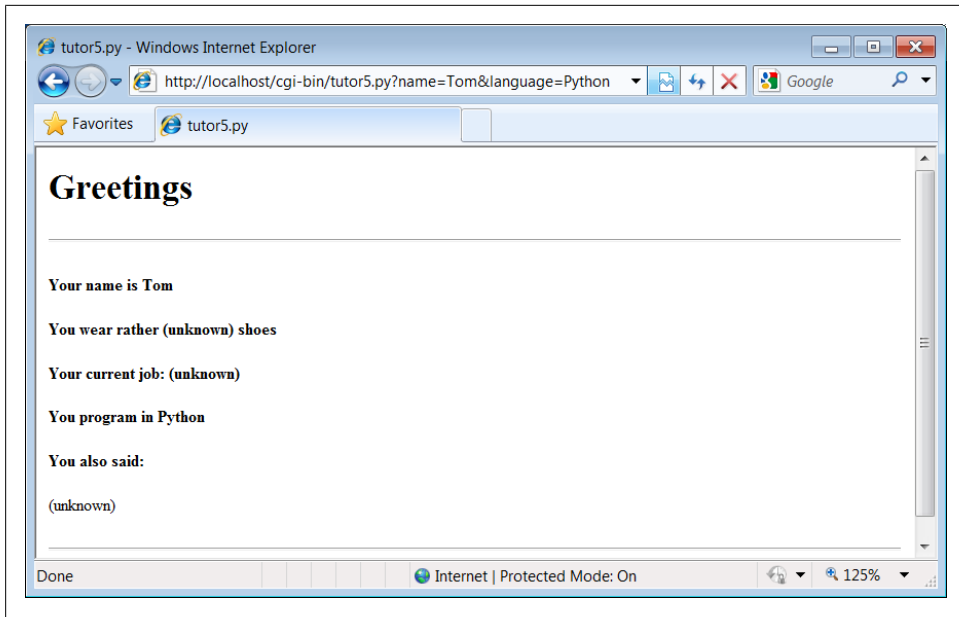 tutor5.py - Windows Internet Explorer
http://localhost/cgi-bin/tutor5.py?name=Tom&language=Python
Google
Favorites
tutor5.py
Greetings
Your name is Tom
You wear rather (unknown) shoes
Your current job: (unknown)
You program in Python
You also said:
(unknown)
Done
Internet | Protected Mode: On
125%